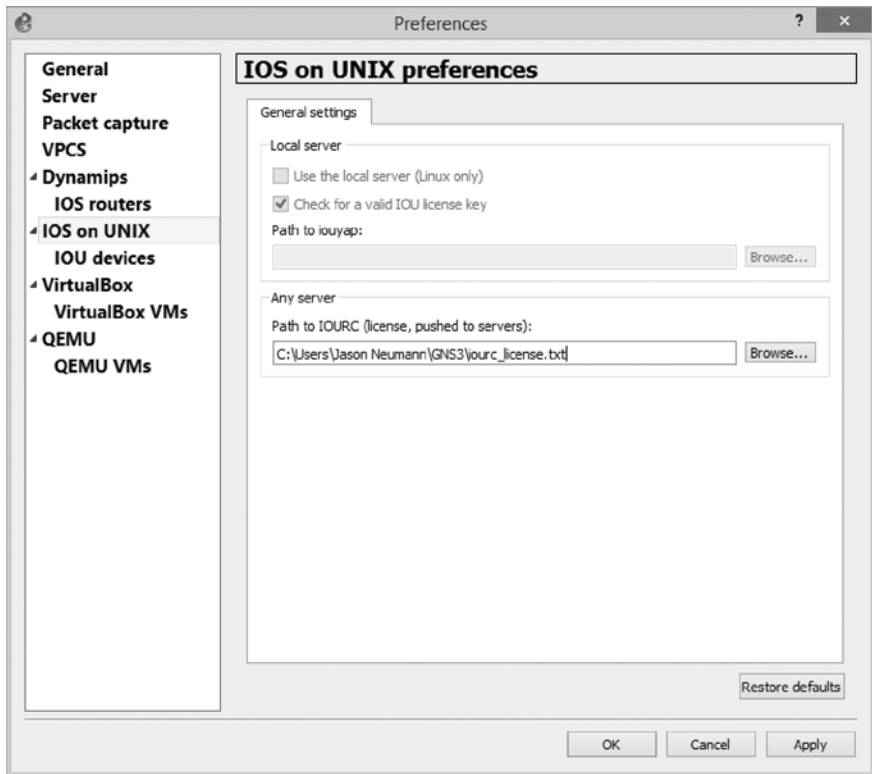 Preferences
?
×
General
Server
Packet capture
VPCS
Dynamips
IOS routers
IOS on UNIX
IOU devices
VirtualBox
VirtualBox VMs
QEMU
QEMU VMs
IOS on UNIX preferences
General settings
Local server
Use the local server (Linux only)
Check for a valid IOU license key
Path to iouyap:
Browse...
Any server
Path to IOURC (license, pushed to servers):
C:\Users\Jason Neumann\GNS3\iourc_license.txt
Browse...
Restore defaults
OK
Cancel
Apply